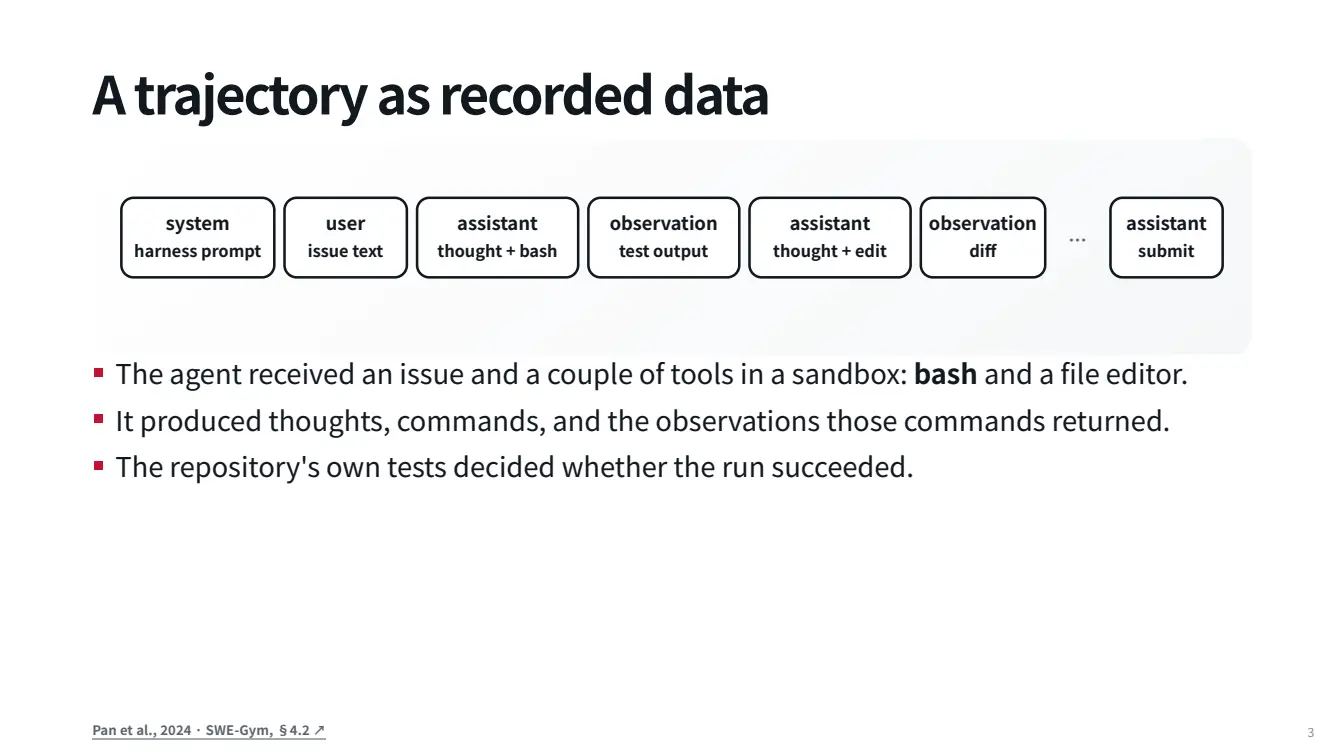 A trajectory as recorded data
system
harness prompt
user
issue text
assistant
thought + bash
observation
test output
assistant
thought + edit
observation
diff
...
assistant
submit
The agent received an issue and a couple of tools in a sandbox: bash and a file editor.
It produced thoughts, commands, and the observations those commands returned.
The repository's own tests decided whether the run succeeded.
Pan et al., 2024 · SWE-Gym, §4.2 ↗
3